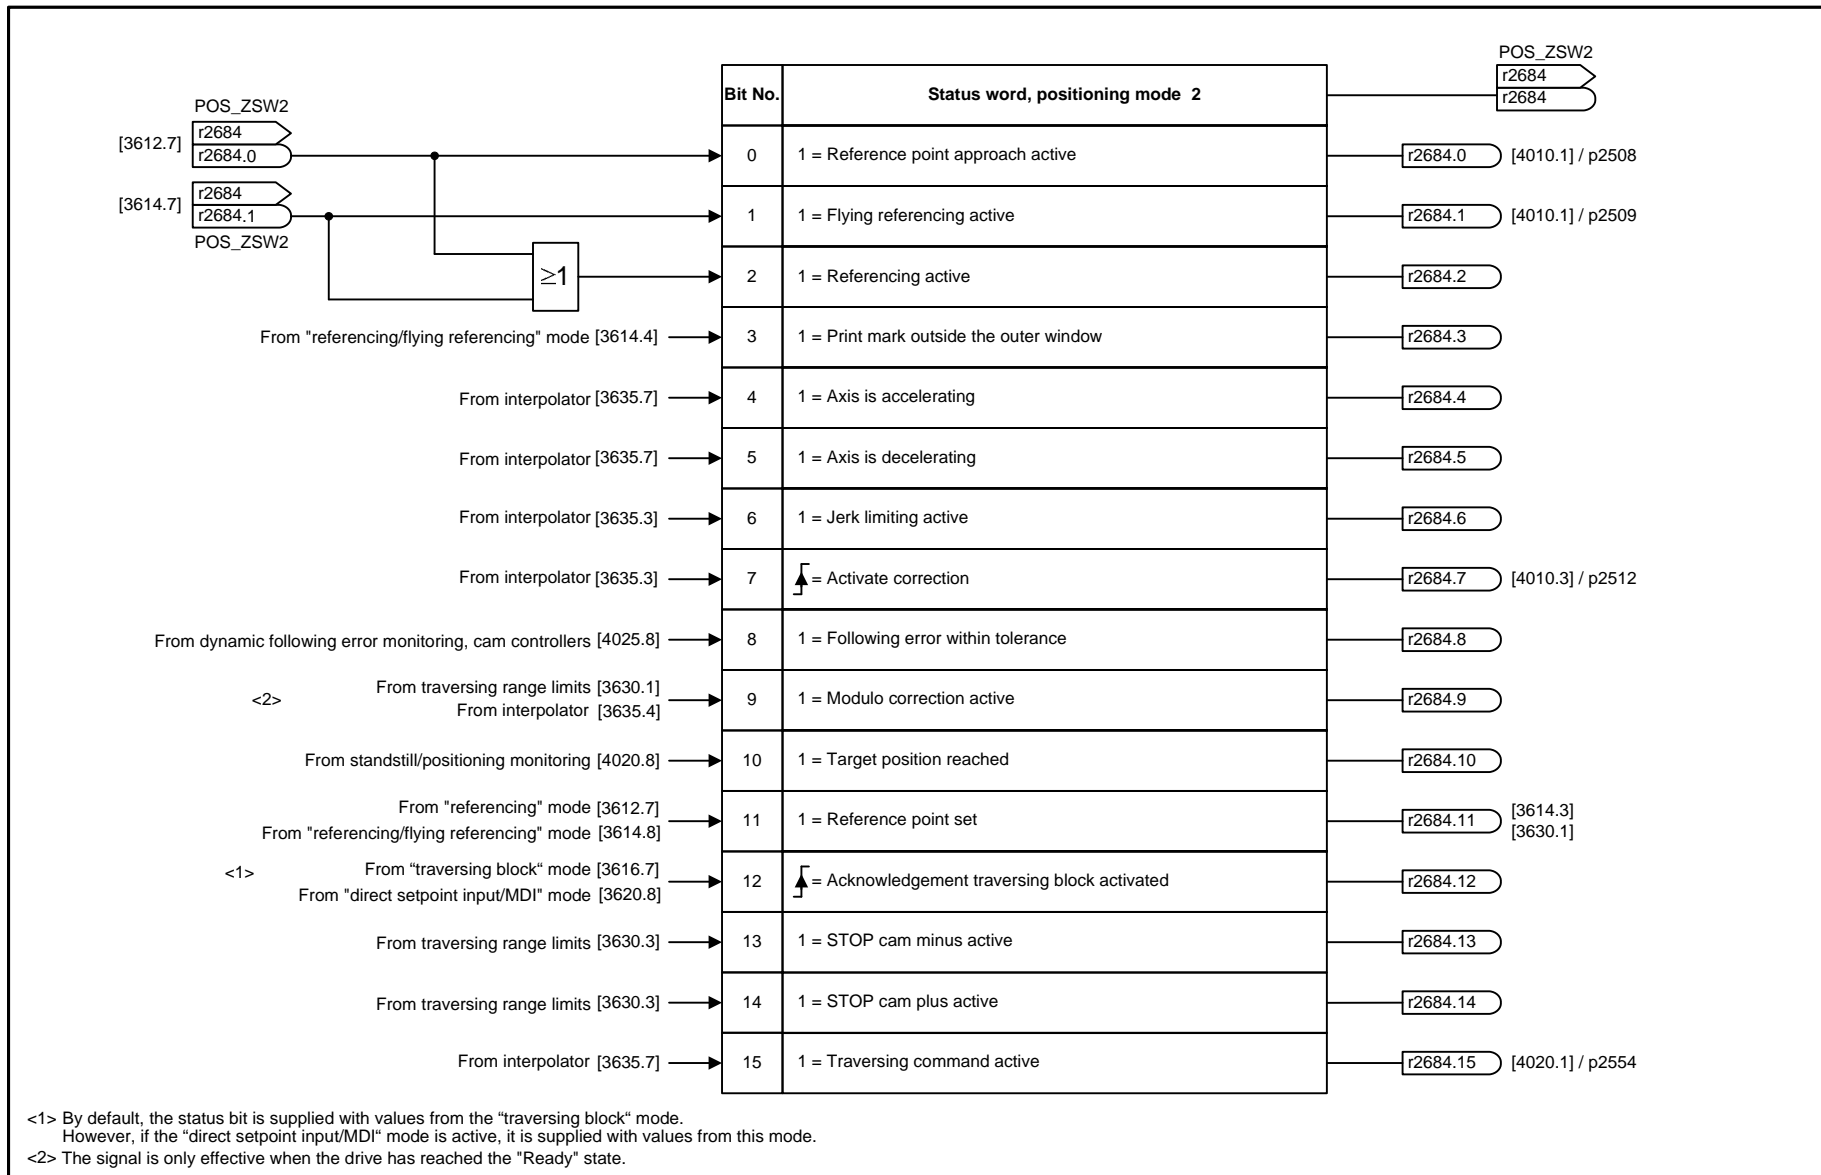 POS_ZSW2
r2684
r2684
Bit No. Status word, positioning mode 2
POS_ZSW2
[3612.7] r2684
r2684.0
0 1 = Reference point approach active r2684.0 [4010.1] / p2508
[3614.7] r2684
r2684.1
POS_ZSW2
1 1 = Flying referencing active r2684.1 [4010.1] / p2509
≥1
2 1 = Referencing active r2684.2
From "referencing/flying referencing" mode [3614.4] 3 1 = Print mark outside the outer window r2684.3
From interpolator [3635.7] 4 1 = Axis is accelerating r2684.4
From interpolator [3635.7] 5 1 = Axis is decelerating r2684.5
From interpolator [3635.3] 6 1 = Jerk limiting active r2684.6
From interpolator [3635.3] 7 = Activate correction r2684.7 [4010.3] / p2512
From dynamic following error monitoring, cam controllers [4025.8] 8 1 = Following error within tolerance r2684.8
<2> From traversing range limits [3630.1]
From interpolator [3635.4]
9 1 = Modulo correction active r2684.9
From standstill/positioning monitoring [4020.8] 10 1 = Target position reached r2684.10
From "referencing" mode [3612.7]
From "referencing/flying referencing" mode [3614.8]
11 1 = Reference point set r2684.11 [3614.3]
[3630.1]
<1> From “traversing block“ mode [3616.7]
From "direct setpoint input/MDI" mode [3620.8]
12 = Acknowledgement traversing block activated r2684.12
From traversing range limits [3630.3] 13 1 = STOP cam minus active r2684.13
From traversing range limits [3630.3] 14 1 = STOP cam plus active r2684.14
From interpolator [3635.7] 15 1 = Traversing command active r2684.15 [4020.1] / p2554
<1> By default, the status bit is supplied with values from the “traversing block“ mode.
However, if the “direct setpoint input/MDI“ mode is active, it is supplied with values from this mode.
<2> The signal is only effective when the drive has reached the "Ready" state.